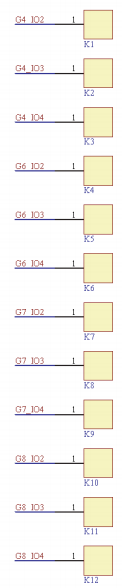 G4_IO2 1
K1
G4_IO3 1
K2
G4_IO4 1
K3
G6_IO2 1
K4
G6_IO3 1
K5
G6_IO4 1
K6
G7_IO2 1
K7
G7_IO3 1
K8
G7_IO4 1
K9
G8_IO2 1
K10
G8_IO3 1
K11
G8_IO4 1
K12